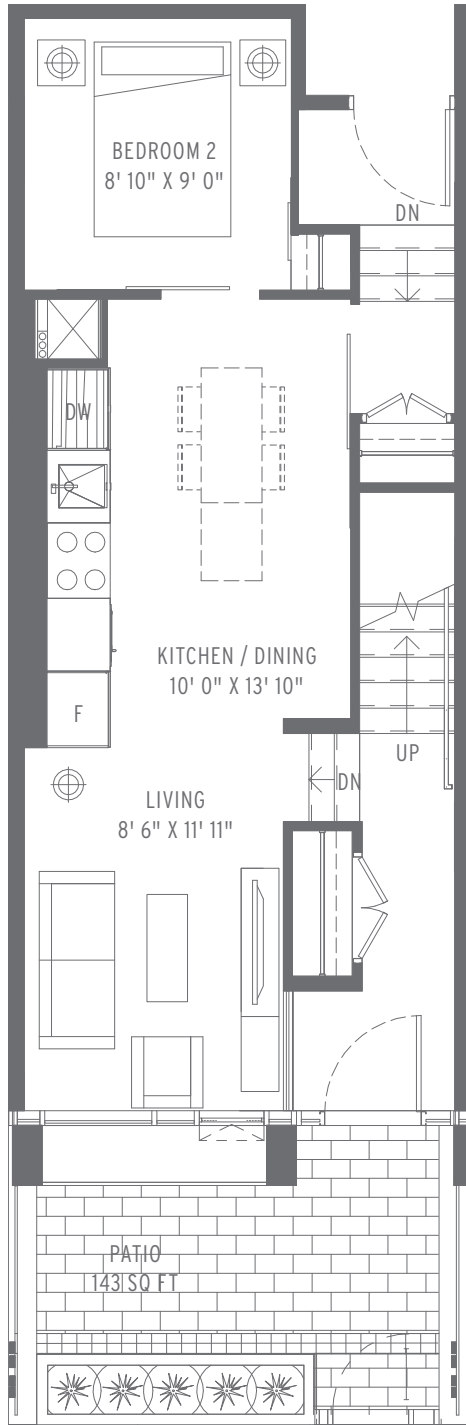 BEDROOM 2
8' 10" X 9' 0"
DN
DW
KITCHEN / DINING
10' 0" X 13' 10"
F
UP
DN
LIVING
8' 6" X 11' 11"
PATIO
143 SQ FT